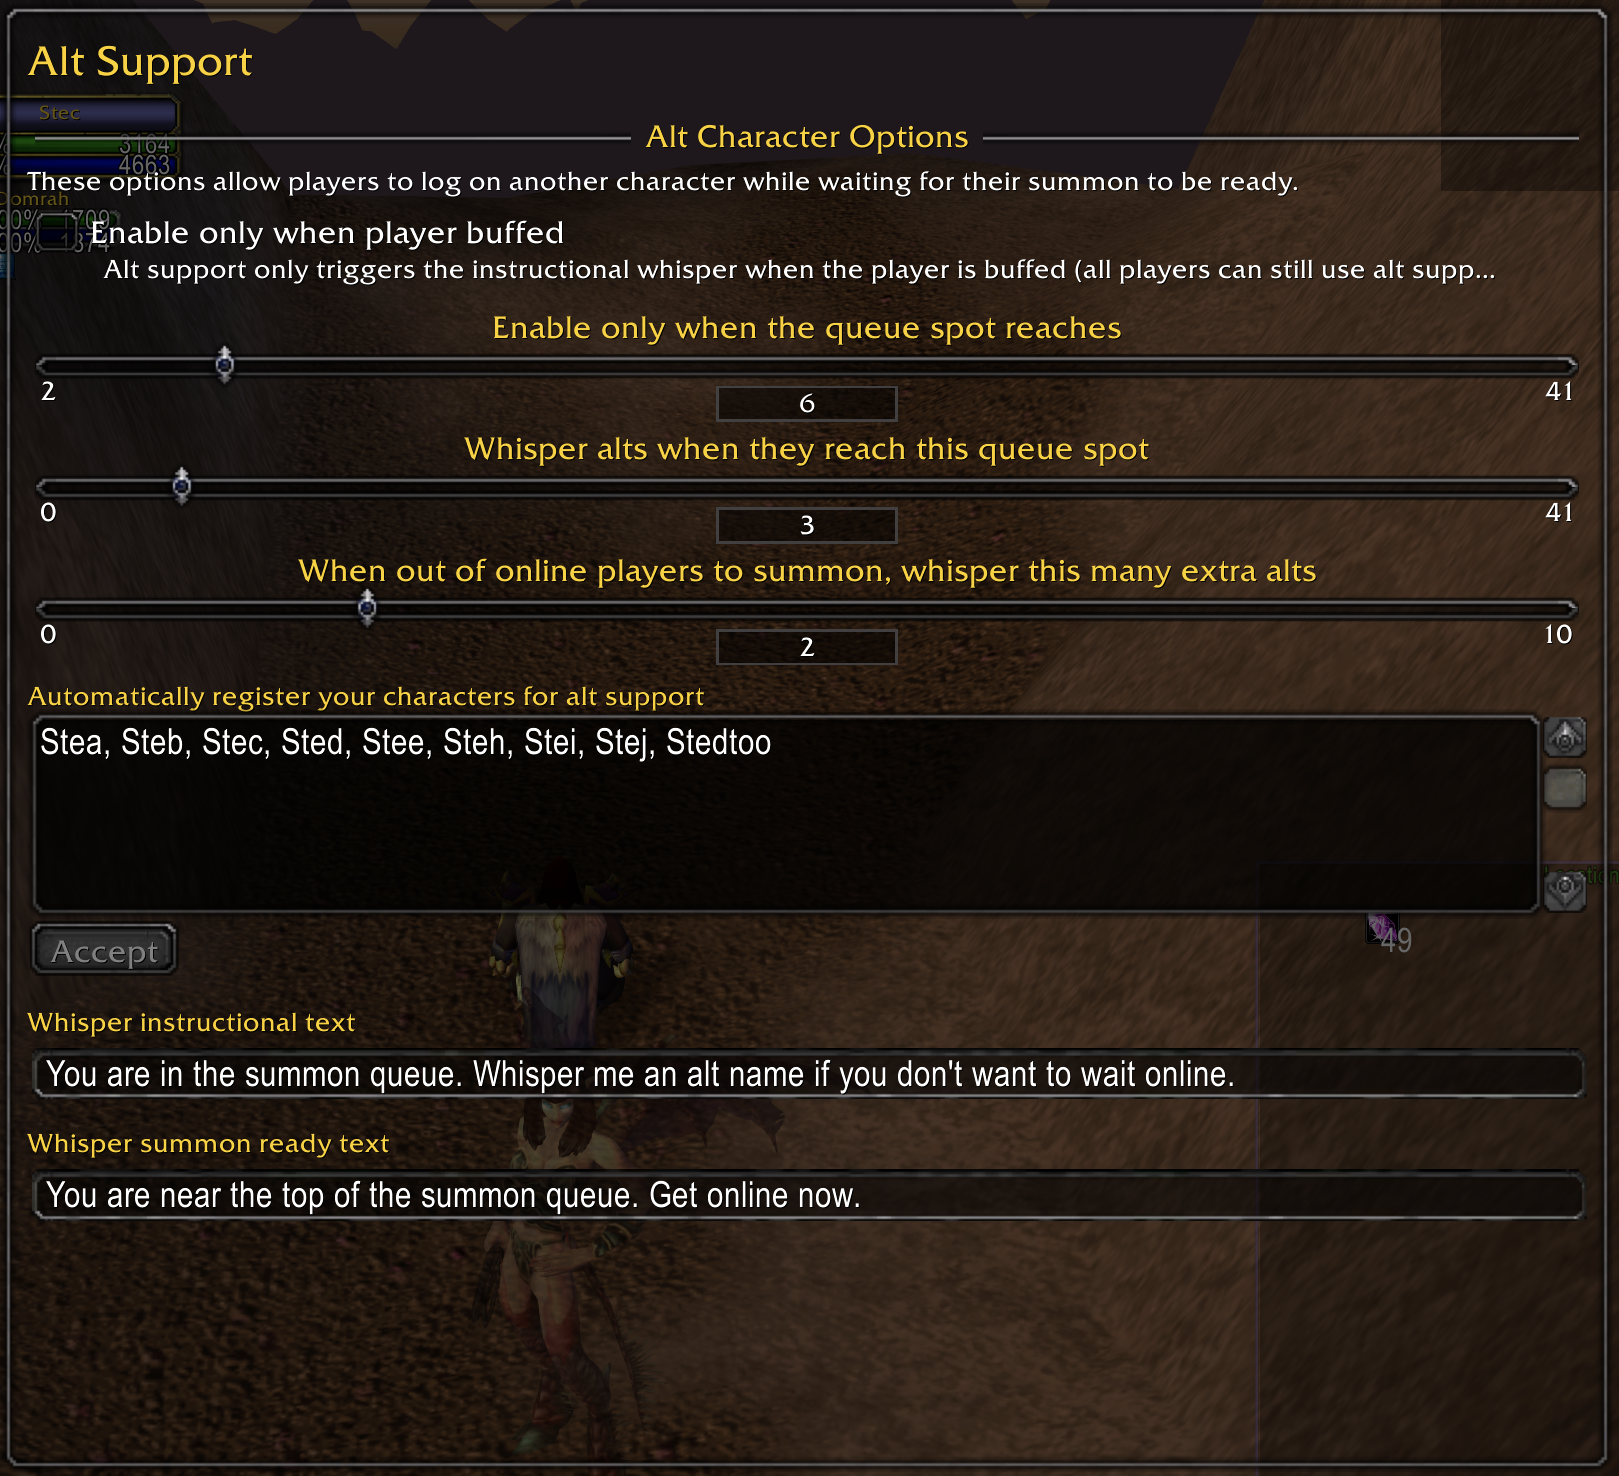 Alt Support
Stec
3164
4663
Alt Character Options
These options allow players to log on another character while waiting for their summon to be ready.
Enable only when player buffed
Alt support only triggers the instructional whisper when the player is buffed (all players can still use alt supp...
Enable only when the queue spot reaches
2
41
6
Whisper alts when they reach this queue spot
0
41
3
When out of online players to summon, whisper this many extra alts
0
10
2
Automatically register your characters for alt support
Stea, Steb, Stec, Sted, Stee, Steh, Stei, Stej, Stedtoo
49
Accept
Whisper instructional text
You are in the summon queue. Whisper me an alt name if you don't want to wait online.
Whisper summon ready text
You are near the top of the summon queue. Get online now.